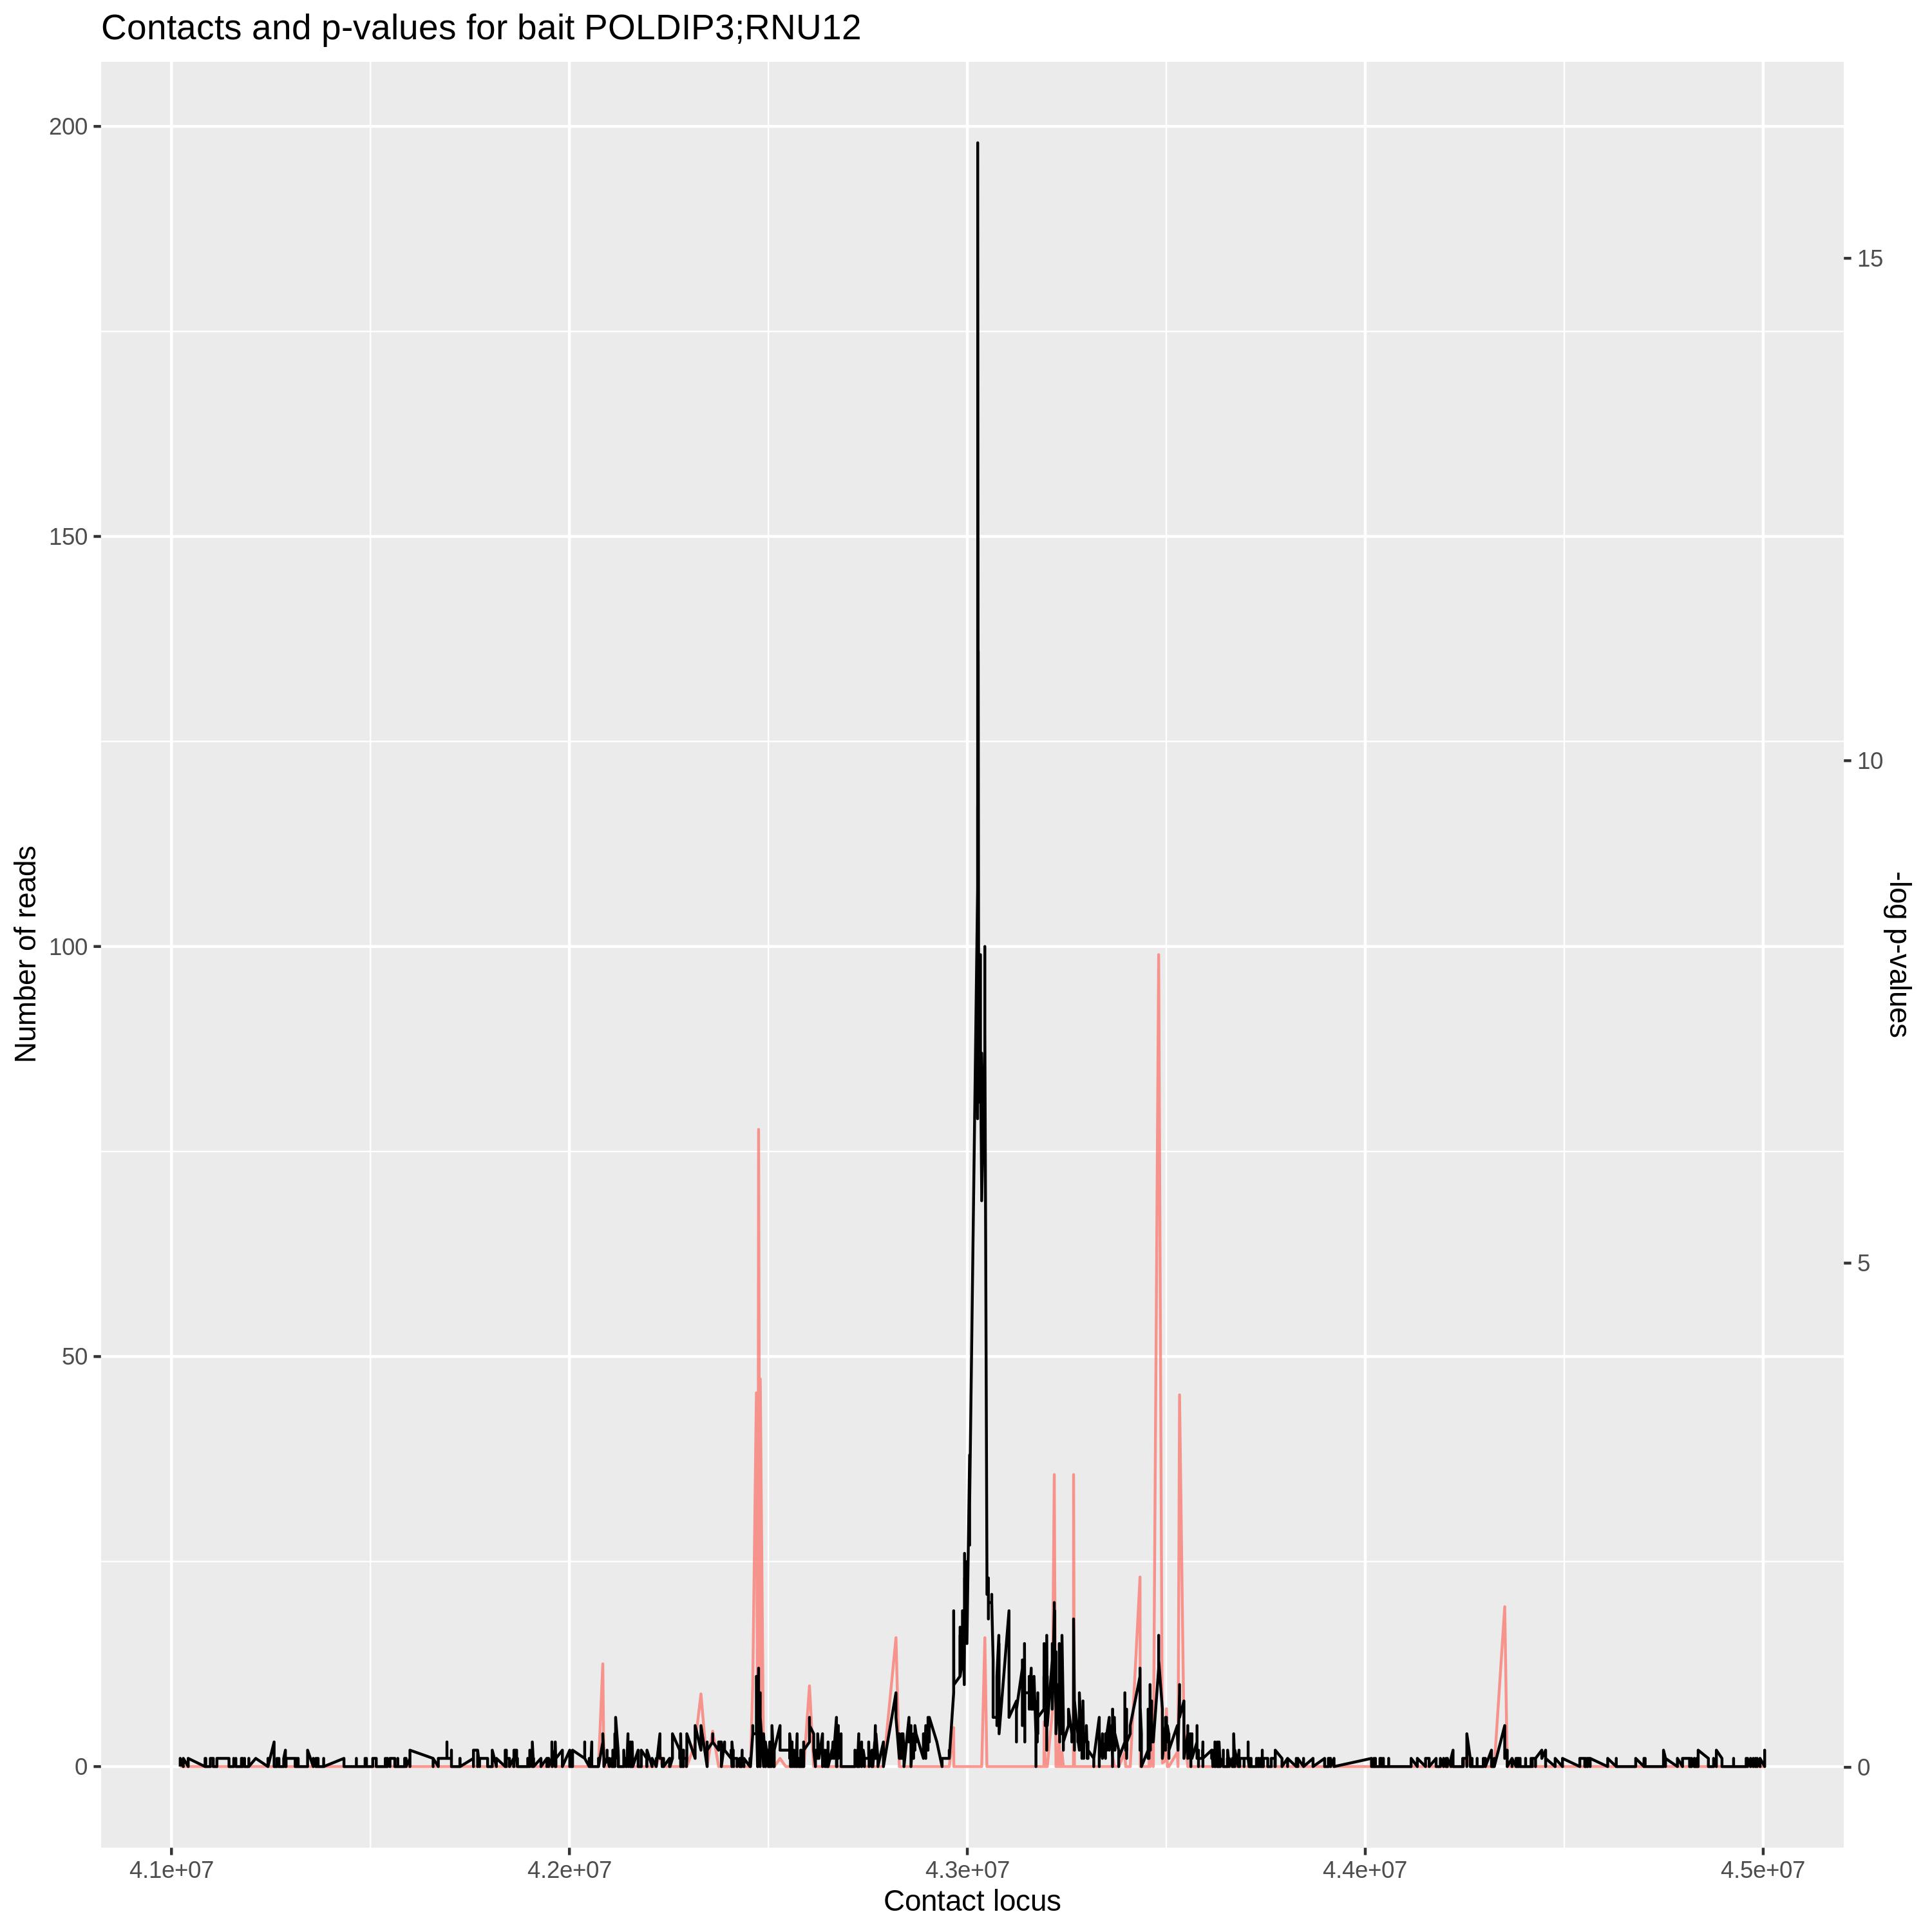 Contacts and p-values for bait POLDIP3;RNU12
200
150
100
50
0
Number of reads
15
10
5
0
-log p-values
4.1e+07
4.2e+07
4.3e+07
4.4e+07
4.5e+07
Contact locus